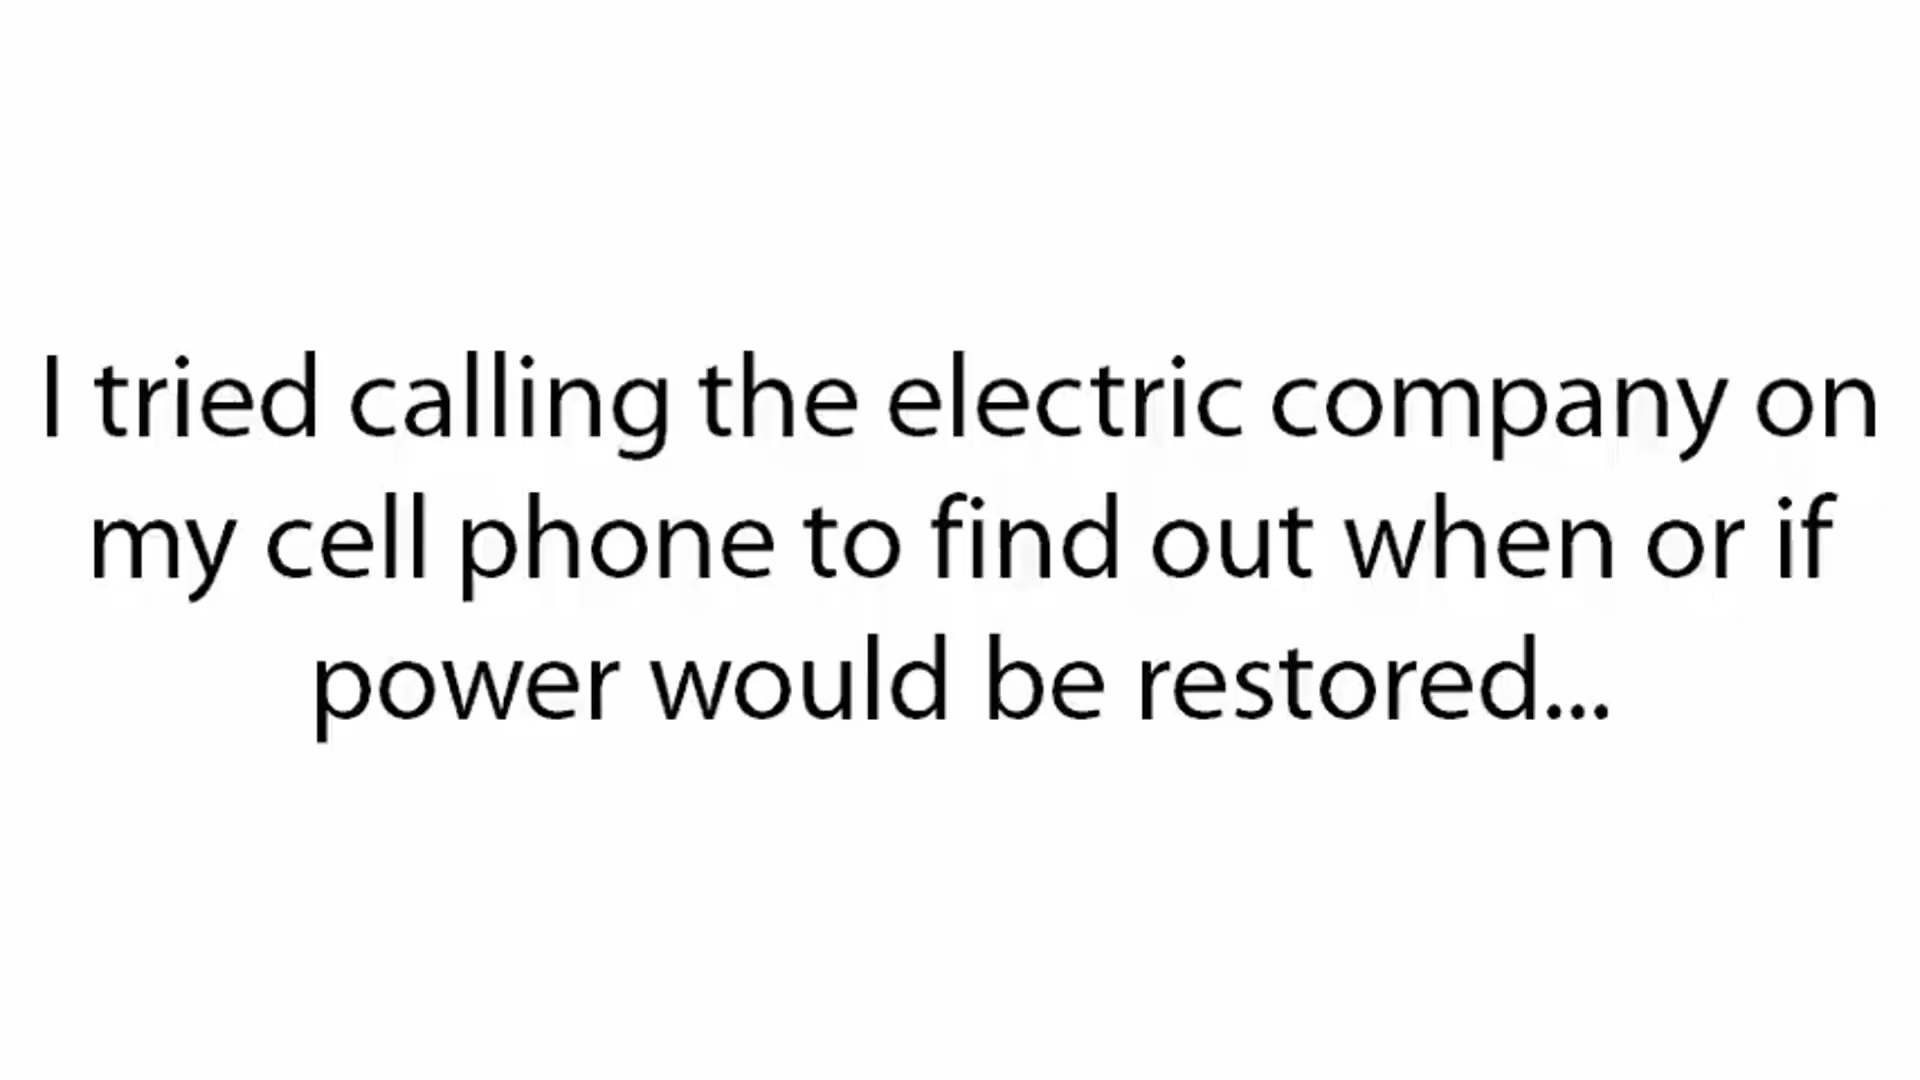 I tried calling the electric company on
my cell phone to find out when or if
power would be restored...